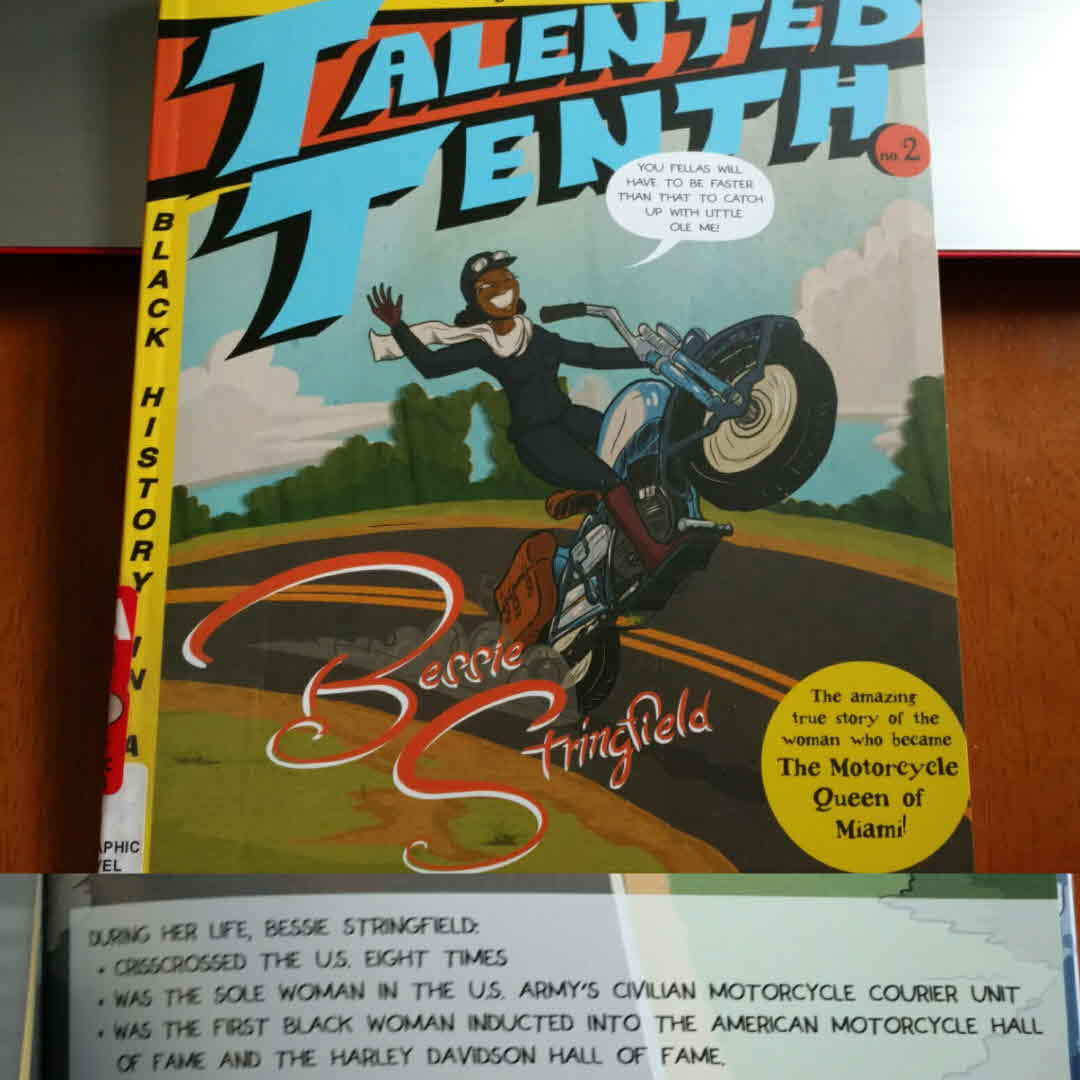 TALENTED
TENTH
no. 2
YOU FELLAS WILL
HAVE TO BE FASTER
THAN THAT TO CATCH
UP WITH LITTLE
OLE ME!
BLACK HISTORY IN A
Bessie
Stringfield
The amazing
true story of the
woman who became
The Motorcycle
Queen of
Miami!
DURING HER LIFE, BESSIE STRINGFIELD:
• CRISSCROSSED THE U.S. EIGHT TIMES
• WAS THE SOLE WOMAN IN THE U.S. ARMY'S CIVILIAN MOTORCYCLE COURIER UNIT
• WAS THE FIRST BLACK WOMAN INDUCTED INTO THE AMERICAN MOTORCYCLE HALL
OF FAME AND THE HARLEY DAVIDSON HALL OF FAME.